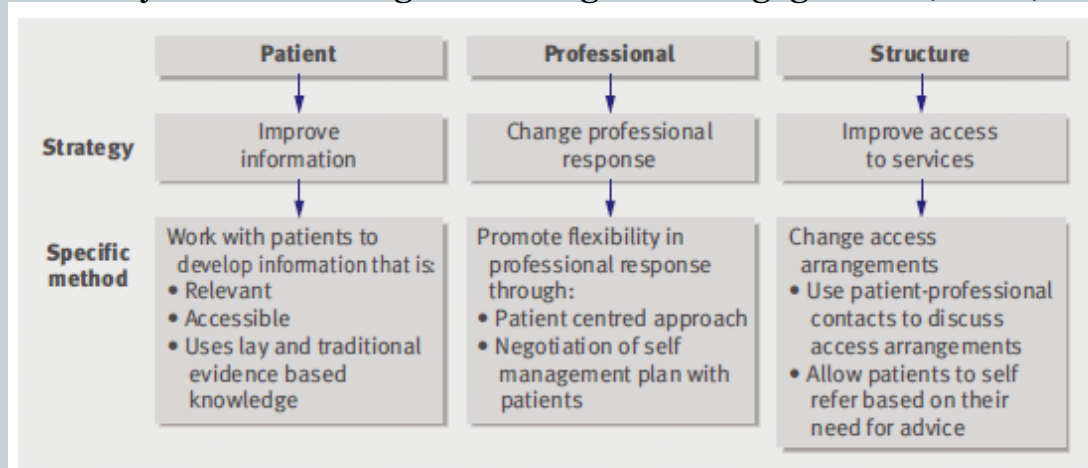 Patient
Professional
Structure
Strategy
Improve
information
Change professional
response
Improve access
to services
Specific
method
Work with patients to
develop information that is:
• Relevant
• Accessible
• Uses lay and traditional
evidence based
knowledge
Promote flexibility in
professional response
through:
• Patient centred approach
• Negotiation of self
management plan with
patients
Change access
arrangements
• Use patient-professional
contacts to discuss
access arrangements
• Allow patients to self
refer based on their
need for advice